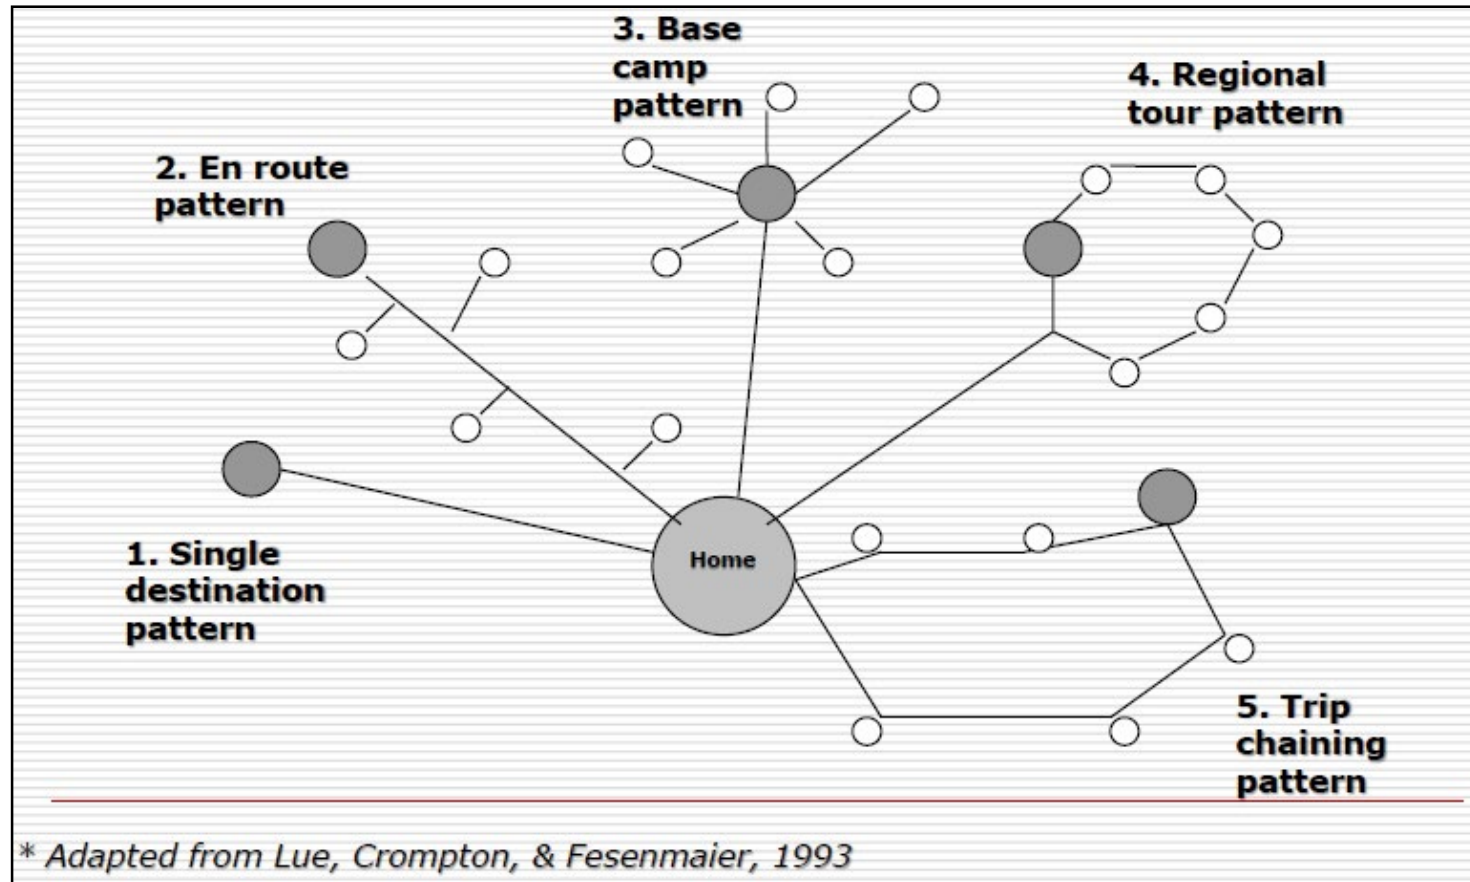 3. Base
camp
pattern
4. Regional
tour pattern
2. En route
pattern
Home
1. Single
destination
pattern
5. Trip
chaining
pattern
* Adapted from Lue, Crompton, & Fesenmaier, 1993